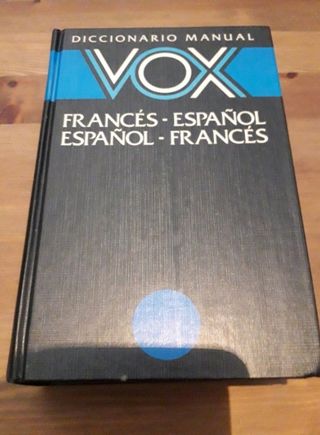 DICCIONARIO MANUAL
VOX
FRANCÉS - ESPAÑOL
ESPAÑOL - FRANCÉS